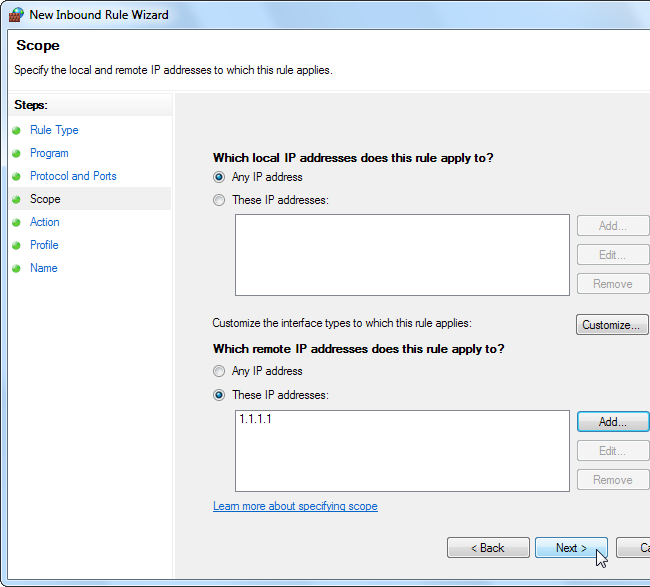 New Inbound Rule Wizard
Scope
Specify the local and remote IP addresses to which this rule applies.
Steps:
Rule Type
Program
Protocol and Ports
Scope
Action
Profile
Name
Which local IP addresses does this rule apply to?
Any IP address
These IP addresses:
Add...
Edit...
Remove
Customize the interface types to which this rule applies:
Customize...
Which remote IP addresses does this rule apply to?
Any IP address
These IP addresses:
1.1.1.1
Add...
Edit...
Remove
Learn more about specifying scope
< Back
Next >
Ca